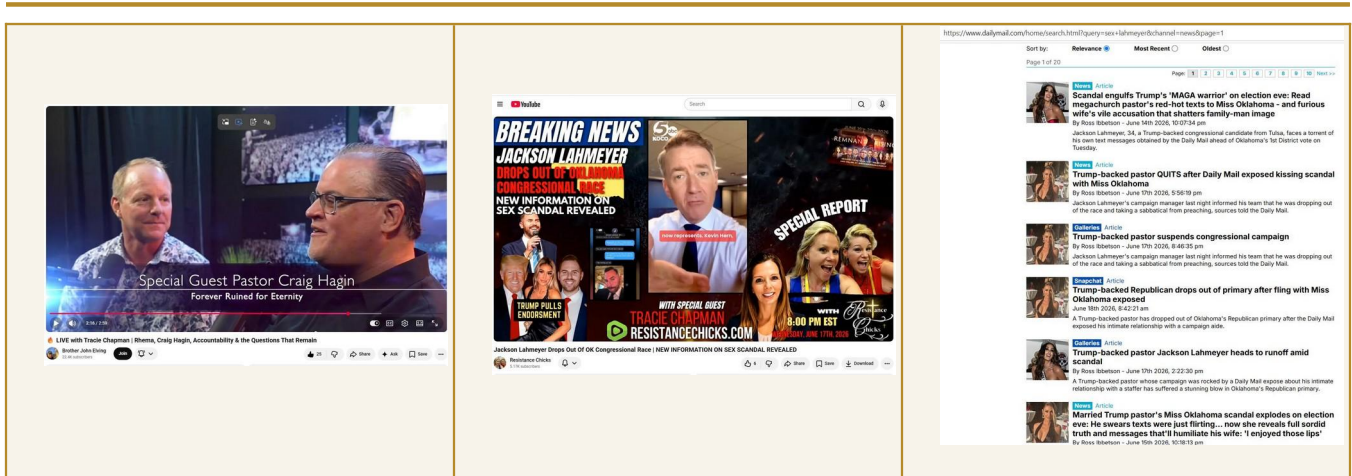 Special Guest Pastor Craig Hagin
Forever Ruined for Eternity
🔥 LIVE with Tracie Chapman | Rhema, Craig Hagin, Accountability & the Questions That Remain
Brother John Elving
Join
25
Share
Ask
Save
YouTube
Search
BREAKING NEWS
JACKSON LAHMEYER
DROPS OUT OF OKLAHOMA
CONGRESSIONAL RACE
NEW INFORMATION ON
SEX SCANDAL REVEALED
5
KOCO
now represents. Kevin Hern,
SPECIAL REPORT
TRUMP PULLS
ENDORSMENT
WITH SPECIAL GUEST
TRACIE CHAPMAN
RESISTANCECHICKS.COM
WITH
Resistance
Chicks
8:00 PM EST
JUNE 17TH, 2026
Jackson Lahmeyer Drops Out Of OK Congressional Race | NEW INFORMATION ON SEX SCANDAL REVEALED
Resistance Chicks
6
Share
Save
Download
https://www.dailymail.com/home/search.html?query=sex+lahmeyer&channel=news&page=1
Sort by: Relevance Most Recent Oldest
Page 1 of 20
Page: 1 2 3 4 5 6 7 8 9 10 Next >>
News Article
Scandal engulfs Trump's 'MAGA warrior' on election eve: Read
megachurch pastor's red-hot texts to Miss Oklahoma - and furious
wife's vile accusation that shatters family-man image
By Ross Ibbetson - June 14th 2026, 10:07:34 pm
Jackson Lahmeyer, 34, a Trump-backed congressional candidate from Tulsa, faces a torrent of
his own text messages obtained by the Daily Mail ahead of Oklahoma's 1st District vote on
Tuesday.
News Article
Trump-backed pastor QUITS after Daily Mail exposed kissing scandal
with Miss Oklahoma
By Ross Ibbetson - June 17th 2026, 5:56:19 pm
Jackson Lahmeyer's campaign manager last night informed his team that he was dropping out
of the race and taking a sabbatical from preaching, sources told the Daily Mail.
Galleries Article
Trump-backed pastor suspends congressional campaign
By Ross Ibbetson - June 17th 2026, 8:46:35 pm
Jackson Lahmeyer's campaign manager last night informed his team that he was dropping out
of the race and taking a sabbatical from preaching, sources told the Daily Mail.
Snapchat Article
Trump-backed Republican drops out of primary after fling with Miss
Oklahoma exposed
June 18th 2026, 8:42:21 am
A Trump-backed pastor has dropped out of Oklahoma's Republican primary after the Daily Mail
exposed his intimate relationship with a campaign aide.
Galleries Article
Trump-backed pastor Jackson Lahmeyer heads to runoff amid
scandal
By Ross Ibbetson - June 17th 2026, 2:22:30 pm
A Trump-backed pastor whose campaign was rocked by a Daily Mail expose about his intimate
relationship with a staffer has suffered a stunning blow in Oklahoma's Republican primary.
News Article
Married Trump pastor's Miss Oklahoma scandal explodes on election
eve: He swears texts were just flirting... now she reveals full sordid
truth and messages that'll humiliate his wife: 'I enjoyed those lips'
By Ross Ibbetson - June 15th 2026, 10:18:13 pm